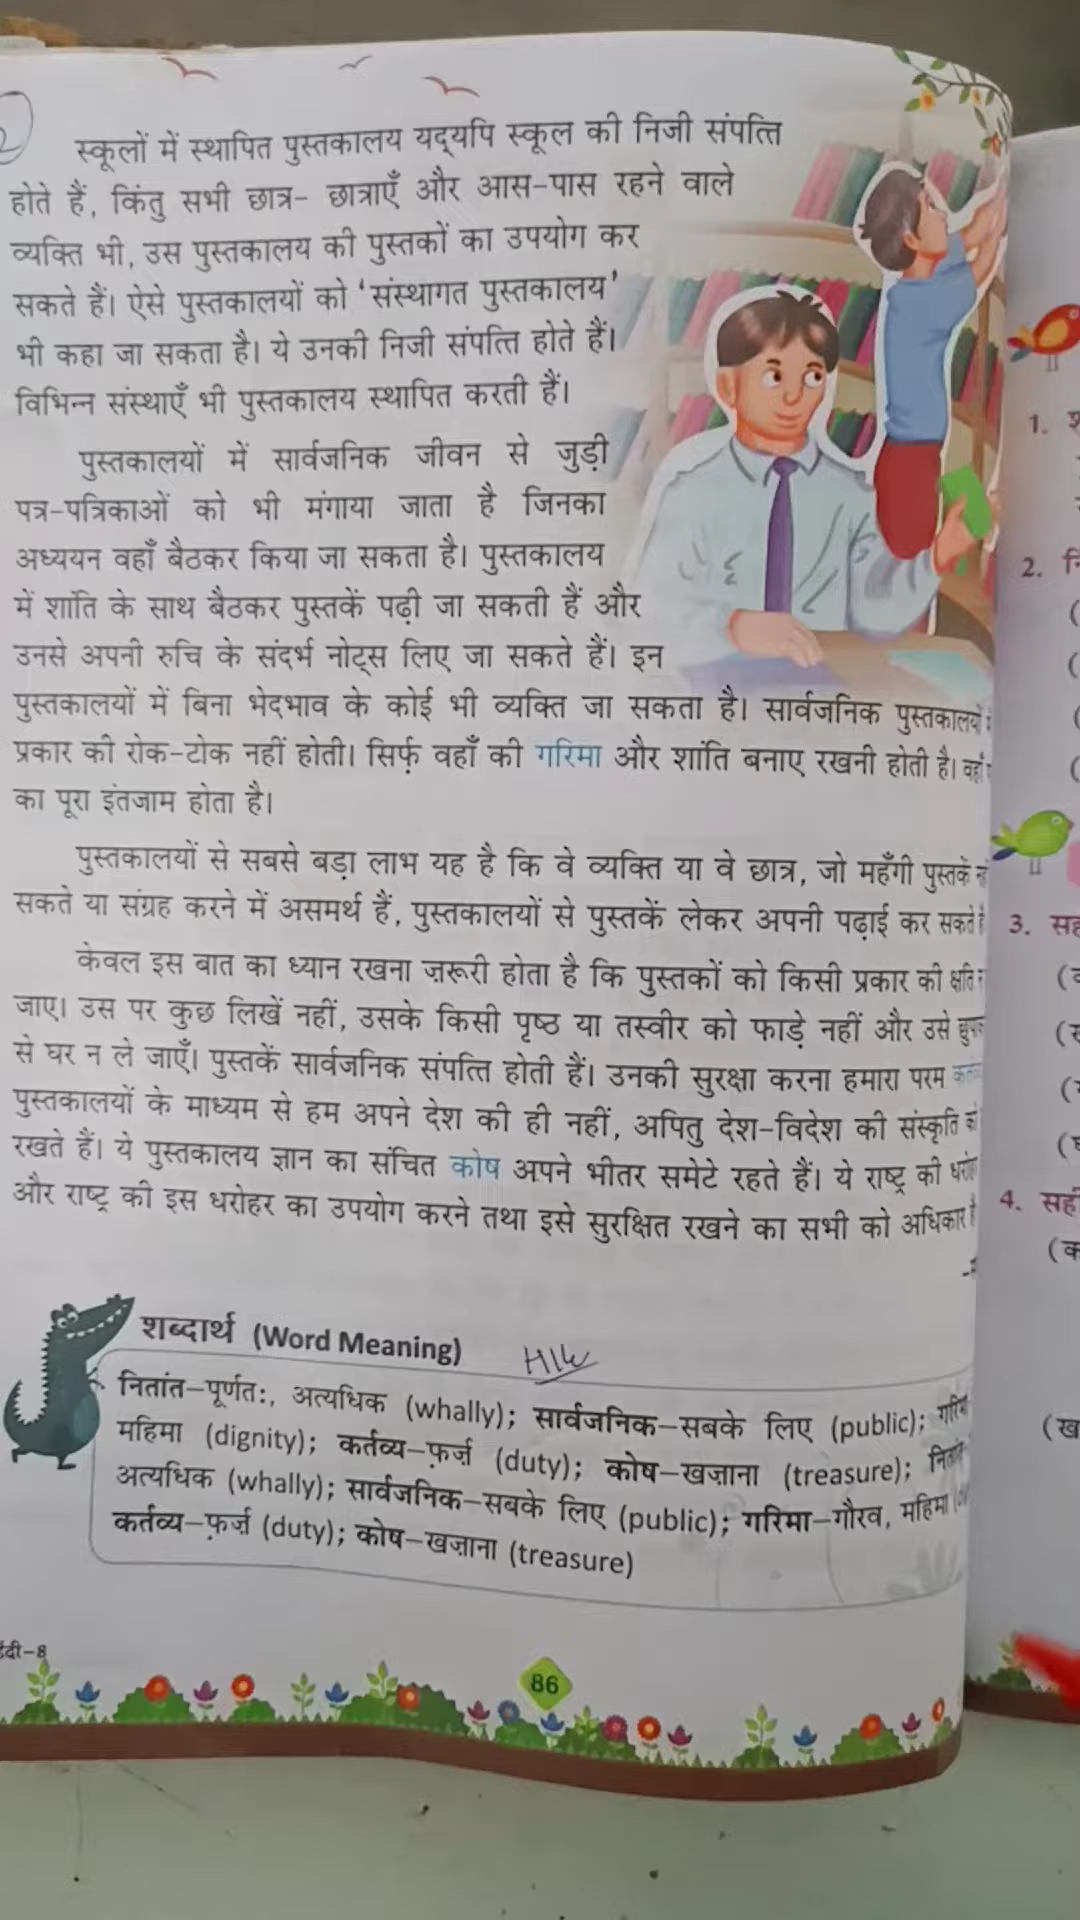 स्कूलों में स्थापित पुस्तकालय यद्यपि स्कूल की निजी संपत्ति
होते हैं, किंतु सभी छात्र- छात्राएँ और आस-पास रहने वाले
व्यक्ति भी, उस पुस्तकालय की पुस्तकों का उपयोग कर
सकते हैं। ऐसे पुस्तकालयों को ‘संस्थागत पुस्तकालय’
भी कहा जा सकता है। ये उनकी निजी संपत्ति होते हैं।
विभिन्न संस्थाएँ भी पुस्तकालय स्थापित करती हैं।
पुस्तकालयों में सार्वजनिक जीवन से जुड़ी
पत्र-पत्रिकाओं को भी मंगाया जाता है जिनका
अध्ययन वहाँ बैठकर किया जा सकता है। पुस्तकालय
में शांति के साथ बैठकर पुस्तकें पढ़ी जा सकती हैं और
उनसे अपनी रुचि के संदर्भ नोट्स लिए जा सकते हैं। इन
पुस्तकालयों में बिना भेदभाव के कोई भी व्यक्ति जा सकता है। सार्वजनिक पुस्तकालयों
प्रकार की रोक-टोक नहीं होती। सिर्फ़ वहाँ की गरिमा और शांति बनाए रखनी होती है। वहाँ
का पूरा इंतजाम होता है।
पुस्तकालयों से सबसे बड़ा लाभ यह है कि वे व्यक्ति या वे छात्र, जो महँगी पुस्तकें
सकते या संग्रह करने में असमर्थ हैं, पुस्तकालयों से पुस्तकें लेकर अपनी पढ़ाई कर सकते
केवल इस बात का ध्यान रखना ज़रूरी होता है कि पुस्तकों को किसी प्रकार की क्षति
जाए। उस पर कुछ लिखें नहीं, उसके किसी पृष्ठ या तस्वीर को फाड़े नहीं और उसे
से घर न ले जाएँ। पुस्तकें सार्वजनिक संपत्ति होती हैं। उनकी सुरक्षा करना हमारा परम
पुस्तकालयों के माध्यम से हम अपने देश की ही नहीं, अपितु देश-विदेश की संस्कृति को
रखते हैं। ये पुस्तकालय ज्ञान का संचित कोष अपने भीतर समेटे रहते हैं। ये राष्ट्र की
और राष्ट्र की इस धरोहर का उपयोग करने तथा इसे सुरक्षित रखने का सभी को अधिकार है
शब्दार्थ (Word Meaning) H/W
नितांत–पूर्णतः, अत्यधिक (whally); सार्वजनिक–सबके लिए (public);
महिमा (dignity); कर्तव्य–फ़र्ज़ (duty); कोष–खज़ाना (treasure);
अत्यधिक (whally); सार्वजनिक–सबके लिए (public); गरिमा–गौरव, महिमा
कर्तव्य–फ़र्ज़ (duty); कोष–खज़ाना (treasure)
86
1.
2.
3.
4.